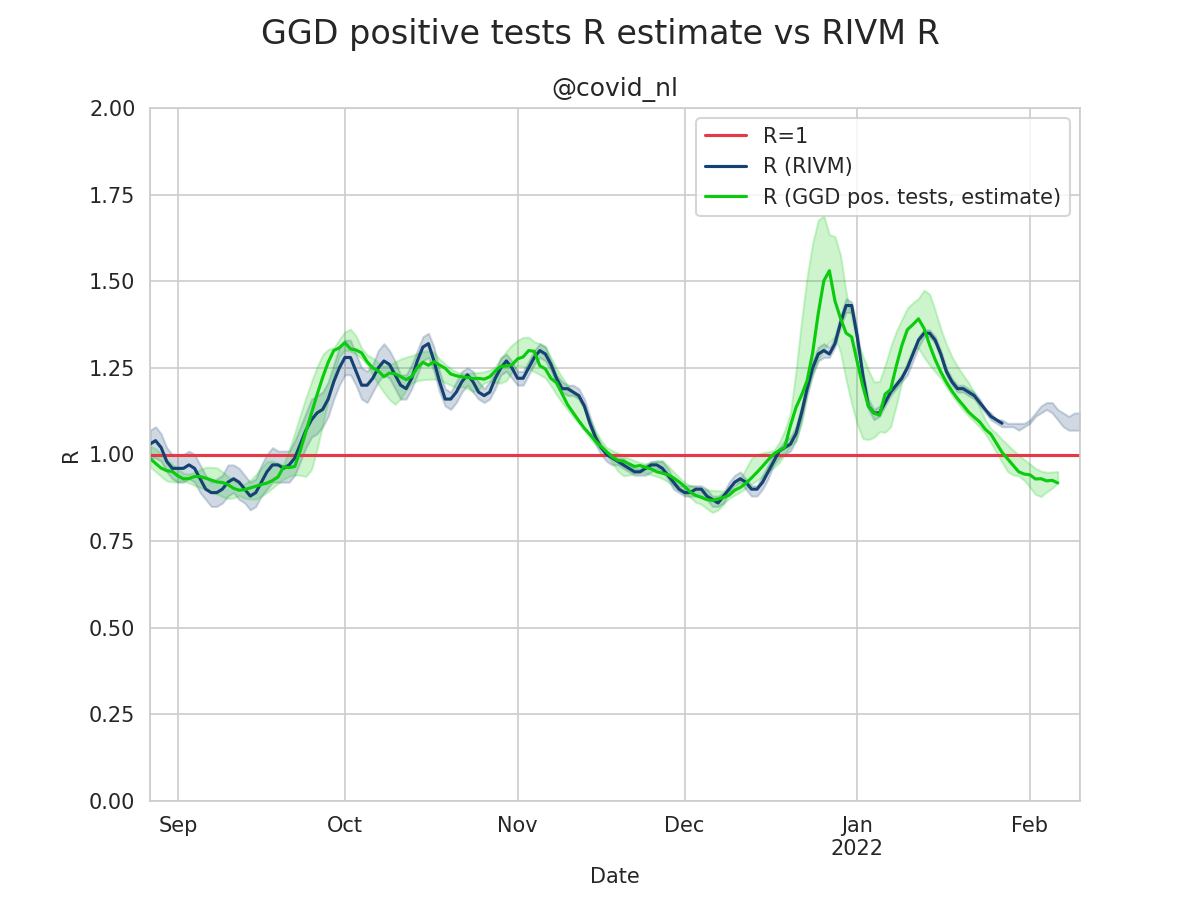 GGD positive tests R estimate vs RIVM R
@covid_nl
R=1
R (RIVM)
R (GGD pos. tests, estimate)
2.00
1.75
1.50
1.25
1.00
0.75
0.50
0.25
0.00
R
Sep Oct Nov Dec Jan Feb
2022
Date